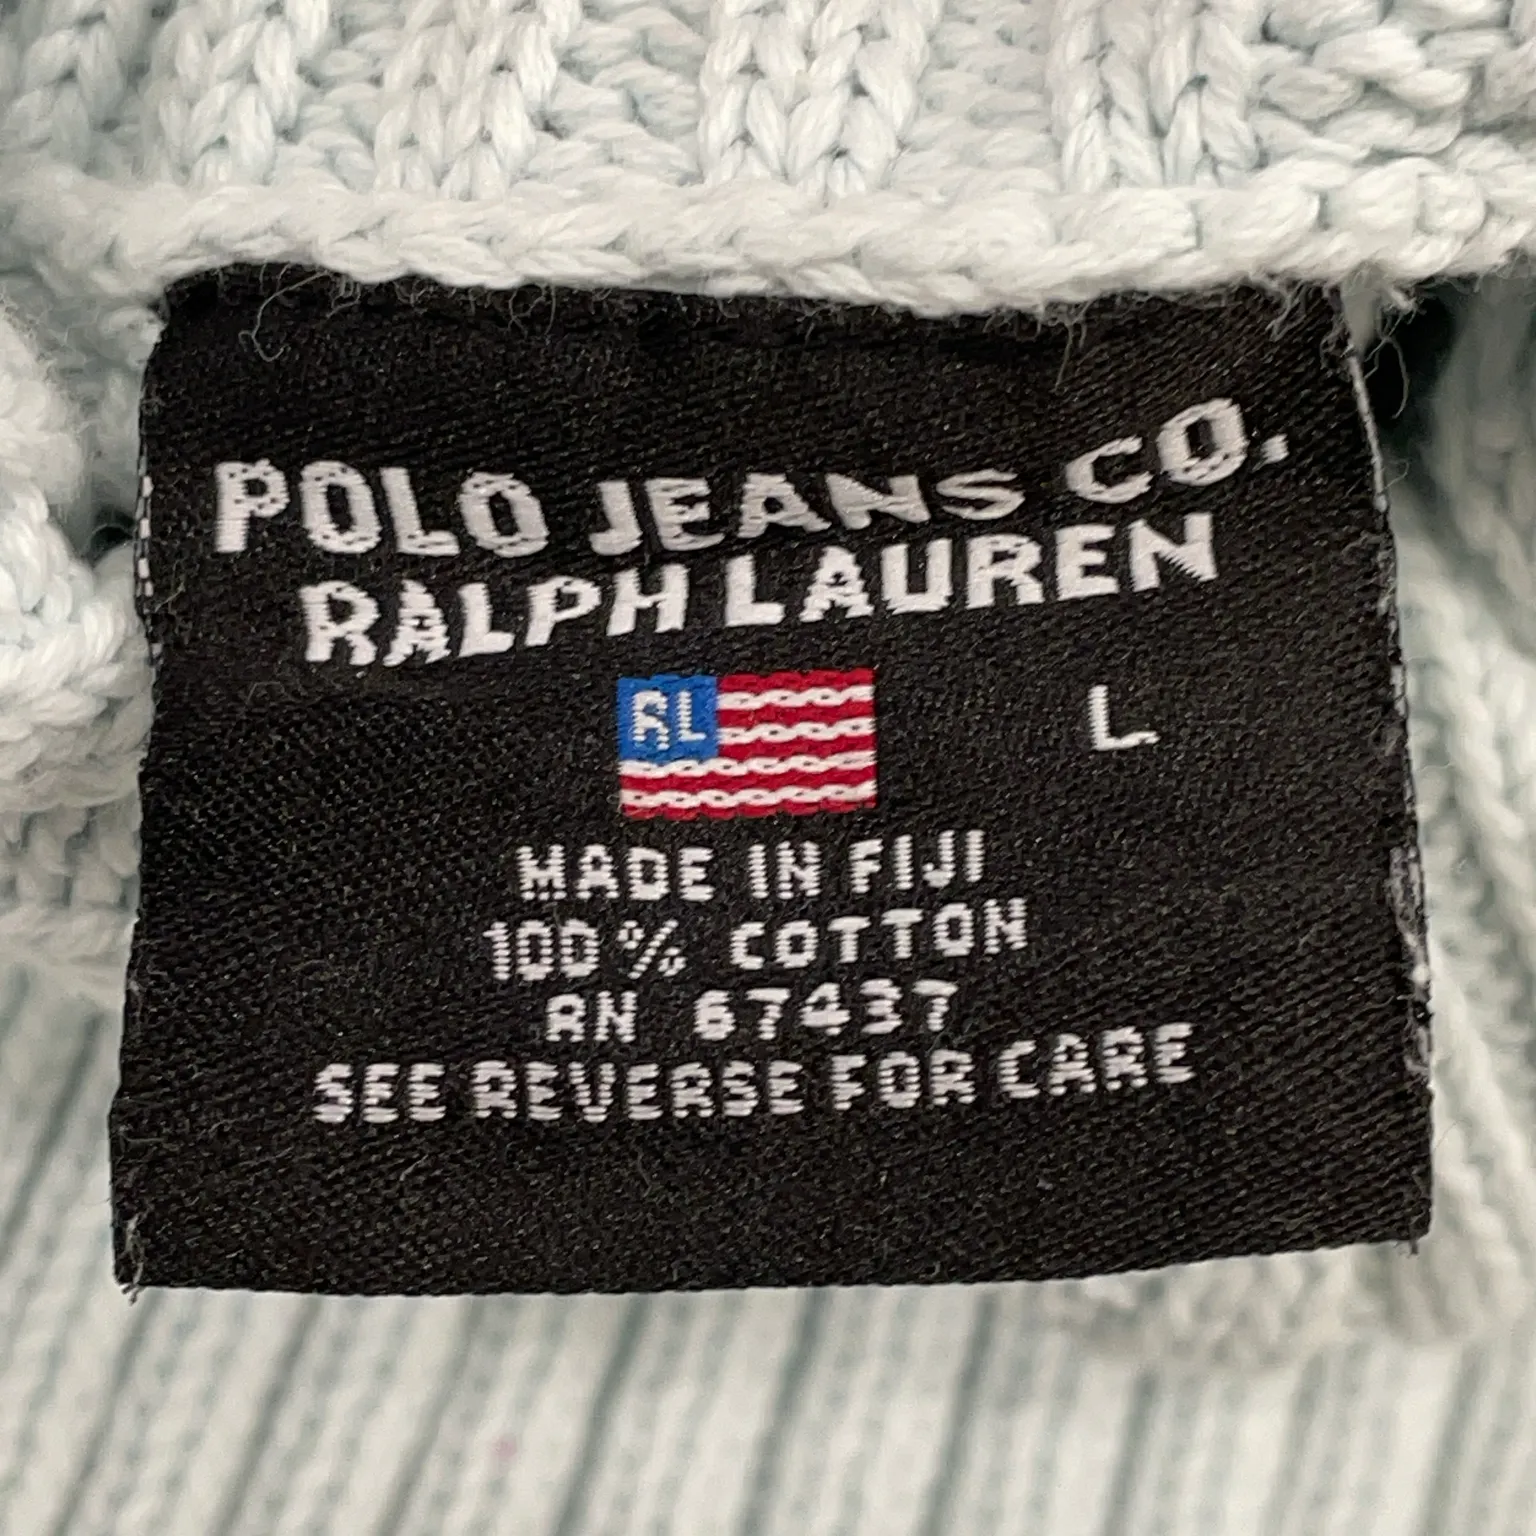 POLO JEANS CO.
RALPH LAUREN
RL
L
MADE IN FIJI
100% COTTON
RN 67437
SEE REVERSE FOR CARE